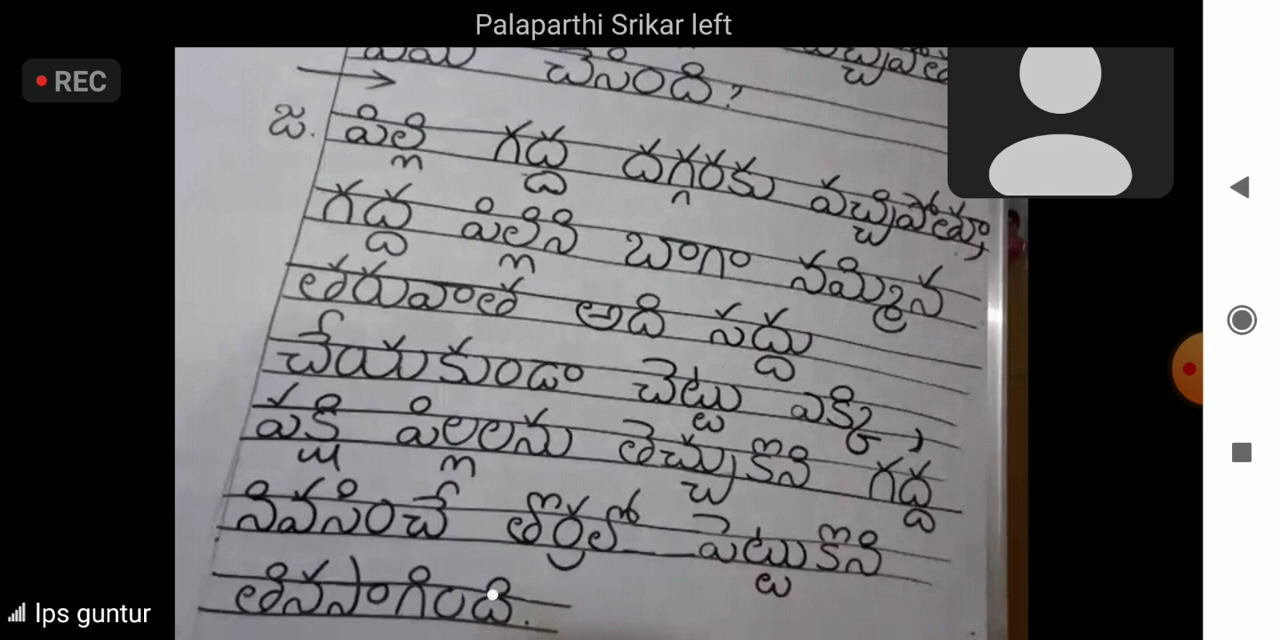 Palaparthi Srikar left
REC
చేసింది?
జ. పిల్లి గద్ద దగ్గరకు వచ్చిపోతూ,
గద్ద పిల్లిని బాగా నమ్మిన
తరువాత అది సద్దు
చేయకుండా చెట్టు ఎక్కి,
పక్షి పిల్లలను తెచ్చుకొని గద్ద
నివసించే తొర్రలో పెట్టుకొని
తినసాగింది.
lps guntur